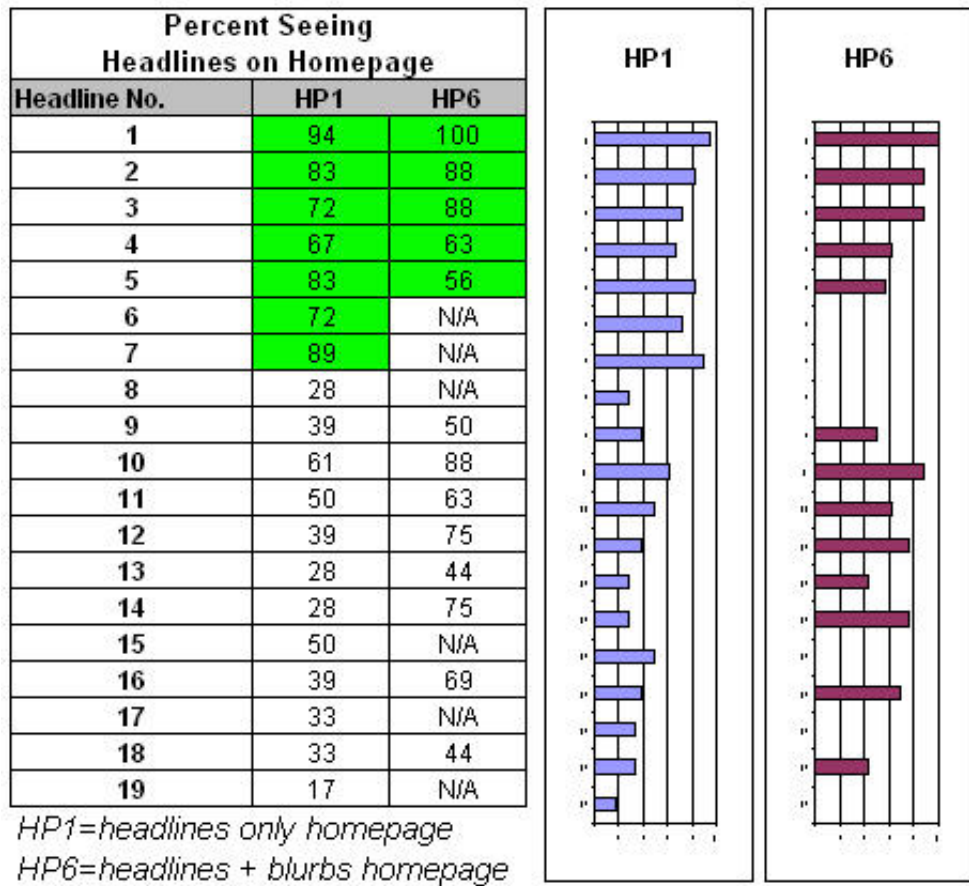 Percent Seeing
Headlines on Homepage
Headline No. HP1 HP6
1 94 100
2 83 88
3 72 88
4 67 63
5 83 56
6 72 N/A
7 89 N/A
8 28 N/A
9 39 50
10 61 88
11 50 63
12 39 75
13 28 44
14 28 75
15 50 N/A
16 39 69
17 33 N/A
18 33 44
19 17 N/A
HP1=headlines only homepage
HP6=headlines + blurbs homepage
HP1
HP6